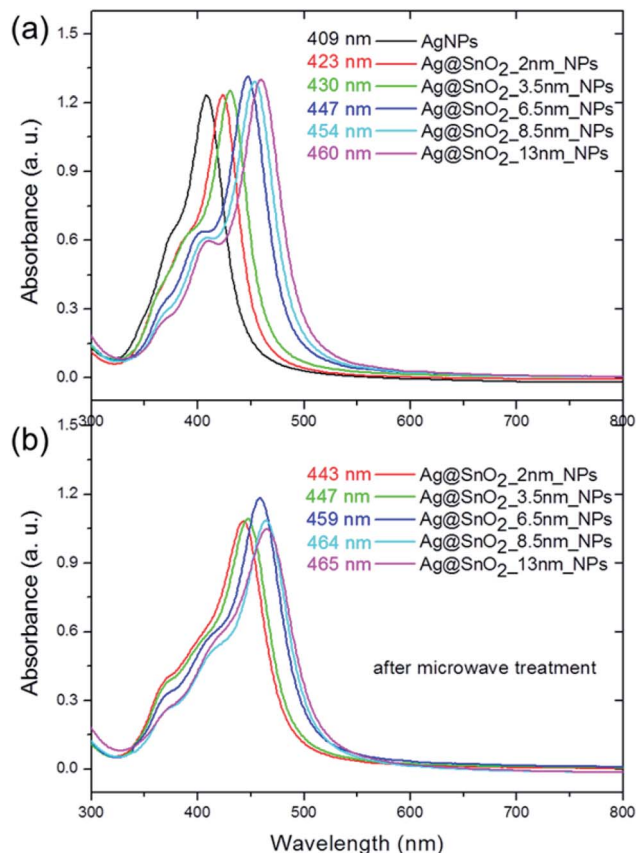 (a)
1.5
1.2
0.9
0.6
0.3
0.0
Absorbance (a. u.)
409 nm AgNPs
423 nm Ag@SnO2_2nm_NPs
430 nm Ag@SnO2_3.5nm_NPs
447 nm Ag@SnO2_6.5nm_NPs
454 nm Ag@SnO2_8.5nm_NPs
460 nm Ag@SnO2_13nm_NPs
300 400 500 600 700 800
(b)
1.5
1.2
0.9
0.6
0.3
0.0
Absorbance (a. u.)
443 nm Ag@SnO2_2nm_NPs
447 nm Ag@SnO2_3.5nm_NPs
459 nm Ag@SnO2_6.5nm_NPs
464 nm Ag@SnO2_8.5nm_NPs
465 nm Ag@SnO2_13nm_NPs
after microwave treatment
300 400 500 600 700 800
Wavelength (nm)